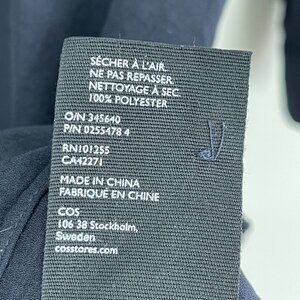 SÉCHER À L'AIR.
NE PAS REPASSER.
NETTOYAGE À SEC.
100% POLYESTER
O/N 345640
P/N 0255478 4
RN101255
CA42271
MADE IN CHINA
FABRIQUÉ EN CHINE
COS
106 38 Stockholm,
Sweden
cosstores.com